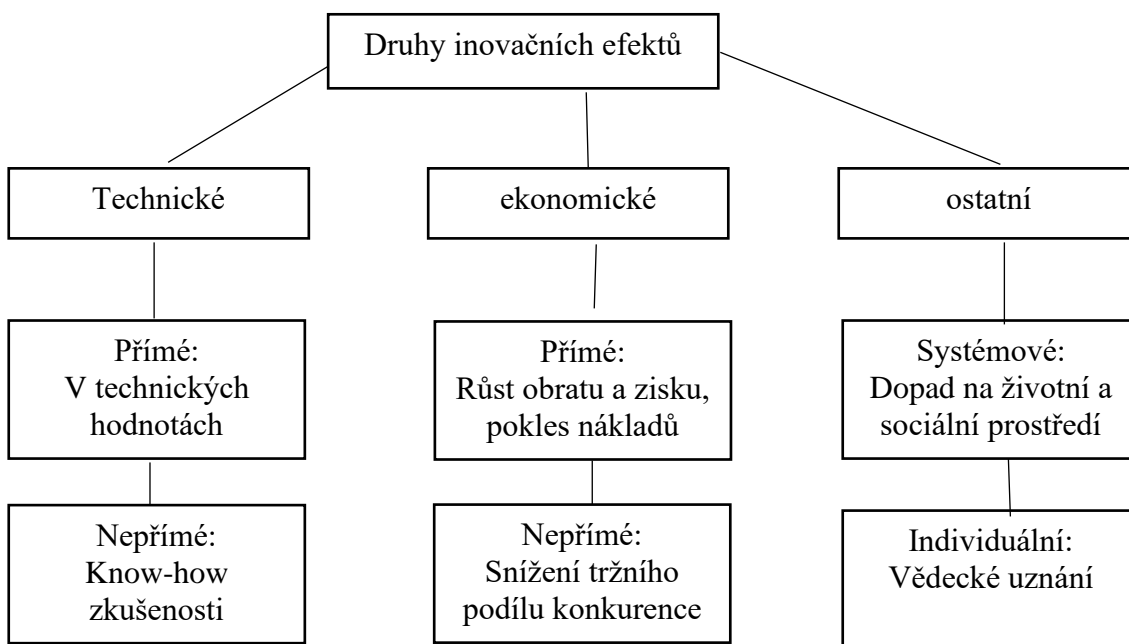 Druhy inovačních efektů
Technické
ekonomické
ostatní
Přímé:
V technických
hodnotách
Přímé:
Růst obratu a zisku,
pokles nákladů
Systémové:
Dopad na životní a
sociální prostředí
Nepřímé:
Know-how
zkušenosti
Nepřímé:
Snížení tržního
podílu konkurence
Individuální:
Vědecké uznání